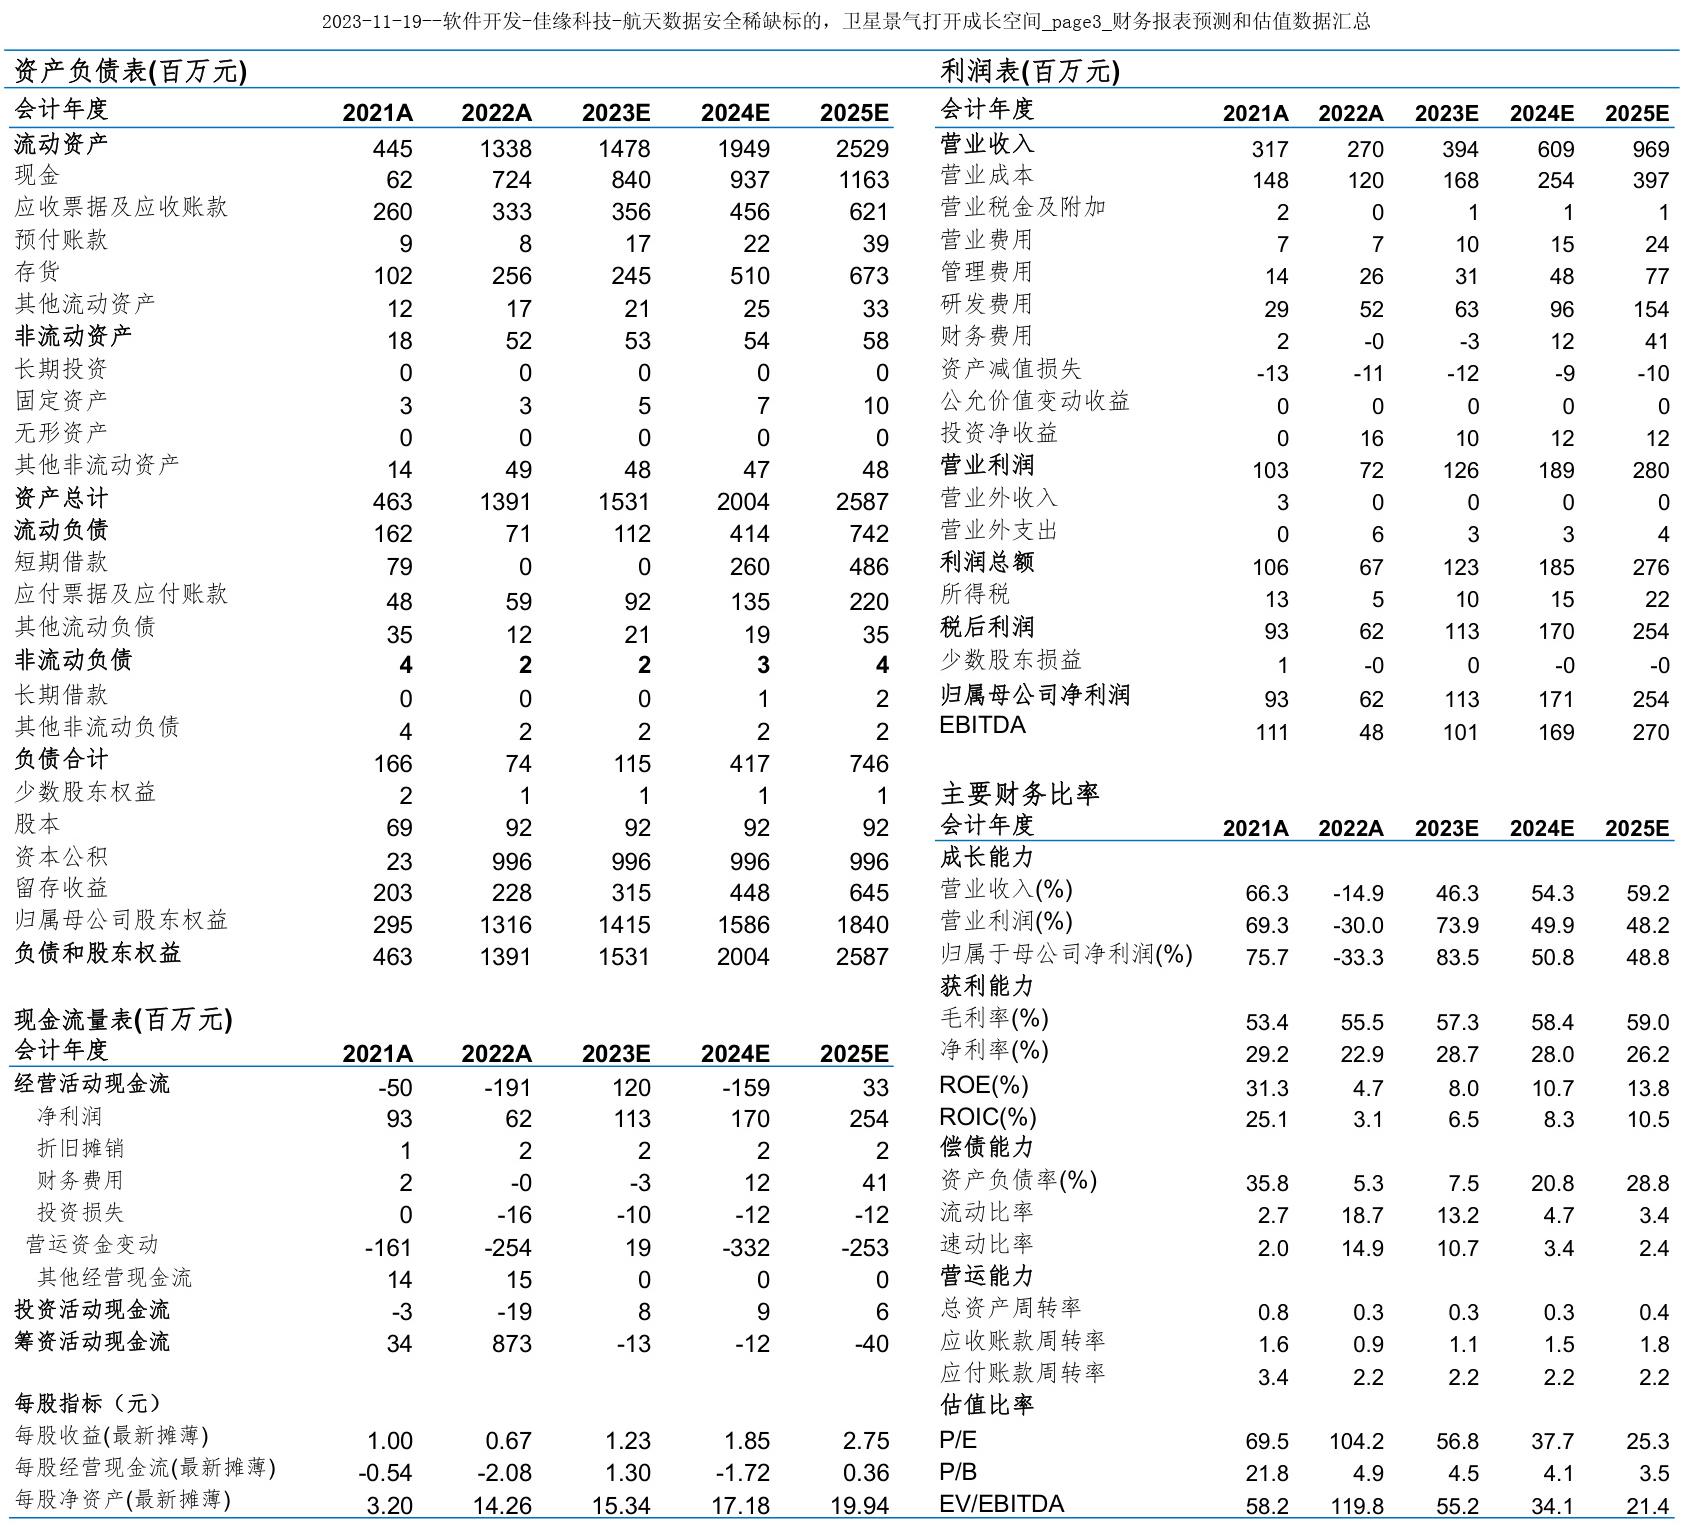 2023-11-19--软件开发-佳缘科技-航天数据安全稀缺标的，卫星景气打开成长空间_page3_财务报表预测和估值数据汇总
资产负债表(百万元)
会计年度 2021A 2022A 2023E 2024E 2025E
流动资产 445 1338 1478 1949 2529
现金 62 724 840 937 1163
应收票据及应收账款 260 333 356 456 621
预付账款 9 8 17 22 39
存货 102 256 245 510 673
其他流动资产 12 17 21 25 33
非流动资产 18 52 53 54 58
长期投资 0 0 0 0 0
固定资产 3 3 5 7 10
无形资产 0 0 0 0 0
其他非流动资产 14 49 48 47 48
资产总计 463 1391 1531 2004 2587
流动负债 162 71 112 414 742
短期借款 79 0 0 260 486
应付票据及应付账款 48 59 92 135 220
其他流动负债 35 12 21 19 35
非流动负债 4 2 2 3 4
长期借款 0 0 0 1 2
其他非流动负债 4 2 2 2 2
负债合计 166 74 115 417 746
少数股东权益 2 1 1 1 1
股本 69 92 92 92 92
资本公积 23 996 996 996 996
留存收益 203 228 315 448 645
归属母公司股东权益 295 1316 1415 1586 1840
负债和股东权益 463 1391 1531 2004 2587
现金流量表(百万元)
会计年度 2021A 2022A 2023E 2024E 2025E
经营活动现金流 -50 -191 120 -159 33
净利润 93 62 113 170 254
折旧摊销 1 2 2 2 2
财务费用 2 -0 -3 12 41
投资损失 0 -16 -10 -12 -12
营运资金变动 -161 -254 19 -332 -253
其他经营现金流 14 15 0 0 0
投资活动现金流 -3 -19 8 9 6
筹资活动现金流 34 873 -13 -12 -40
每股指标（元）
每股收益(最新摊薄) 1.00 0.67 1.23 1.85 2.75
每股经营现金流(最新摊薄) -0.54 -2.08 1.30 -1.72 0.36
每股净资产(最新摊薄) 3.20 14.26 15.34 17.18 19.94
利润表(百万元)
会计年度 2021A 2022A 2023E 2024E 2025E
营业收入 317 270 394 609 969
营业成本 148 120 168 254 397
营业税金及附加 2 0 1 1 1
营业费用 7 7 10 15 24
管理费用 14 26 31 48 77
研发费用 29 52 63 96 154
财务费用 2 -0 -3 12 41
资产减值损失 -13 -11 -12 -9 -10
公允价值变动收益 0 0 0 0 0
投资净收益 0 16 10 12 12
营业利润 103 72 126 189 280
营业外收入 3 0 0 0 0
营业外支出 0 6 3 3 4
利润总额 106 67 123 185 276
所得税 13 5 10 15 22
税后利润 93 62 113 170 254
少数股东损益 1 -0 0 -0 -0
归属母公司净利润 93 62 113 171 254
EBITDA 111 48 101 169 270
主要财务比率
会计年度 2021A 2022A 2023E 2024E 2025E
成长能力
营业收入(%) 66.3 -14.9 46.3 54.3 59.2
营业利润(%) 69.3 -30.0 73.9 49.9 48.2
归属于母公司净利润(%) 75.7 -33.3 83.5 50.8 48.8
获利能力
毛利率(%) 53.4 55.5 57.3 58.4 59.0
净利率(%) 29.2 22.9 28.7 28.0 26.2
ROE(%) 31.3 4.7 8.0 10.7 13.8
ROIC(%) 25.1 3.1 6.5 8.3 10.5
偿债能力
资产负债率(%) 35.8 5.3 7.5 20.8 28.8
流动比率 2.7 18.7 13.2 4.7 3.4
速动比率 2.0 14.9 10.7 3.4 2.4
营运能力
总资产周转率 0.8 0.3 0.3 0.3 0.4
应收账款周转率 1.6 0.9 1.1 1.5 1.8
应付账款周转率 3.4 2.2 2.2 2.2 2.2
估值比率
P/E 69.5 104.2 56.8 37.7 25.3
P/B 21.8 4.9 4.5 4.1 3.5
EV/EBITDA 58.2 119.8 55.2 34.1 21.4